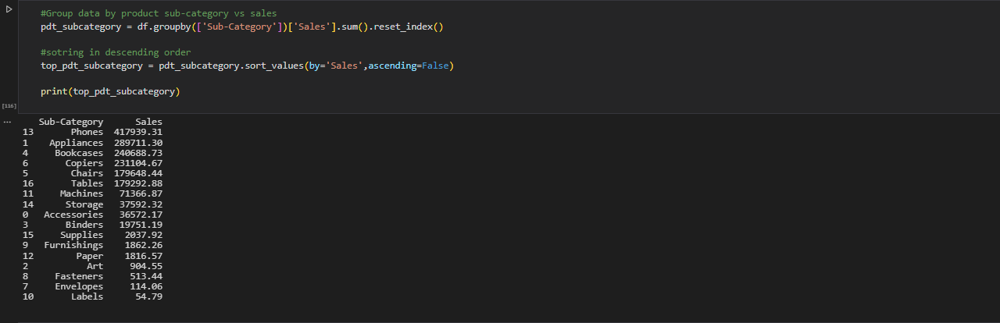 #Group data by product sub-category vs sales
pdt_subcategory = df.groupby(['Sub-Category'])['Sales'].sum().reset_index()
#sotring in descending order
top_pdt_subcategory = pdt_subcategory.sort_values(by='Sales',ascending=False)
print(top_pdt_subcategory)
[116]
... Sub-Category Sales
13 Phones 417939.31
1 Appliances 289711.30
4 Bookcases 240688.73
6 Copiers 231104.67
5 Chairs 179648.44
16 Tables 179292.88
11 Machines 71366.87
14 Storage 37592.32
0 Accessories 36572.17
3 Binders 19751.19
15 Supplies 2037.92
9 Furnishings 1862.26
12 Paper 1816.57
2 Art 904.55
8 Fasteners 513.44
7 Envelopes 114.06
10 Labels 54.79